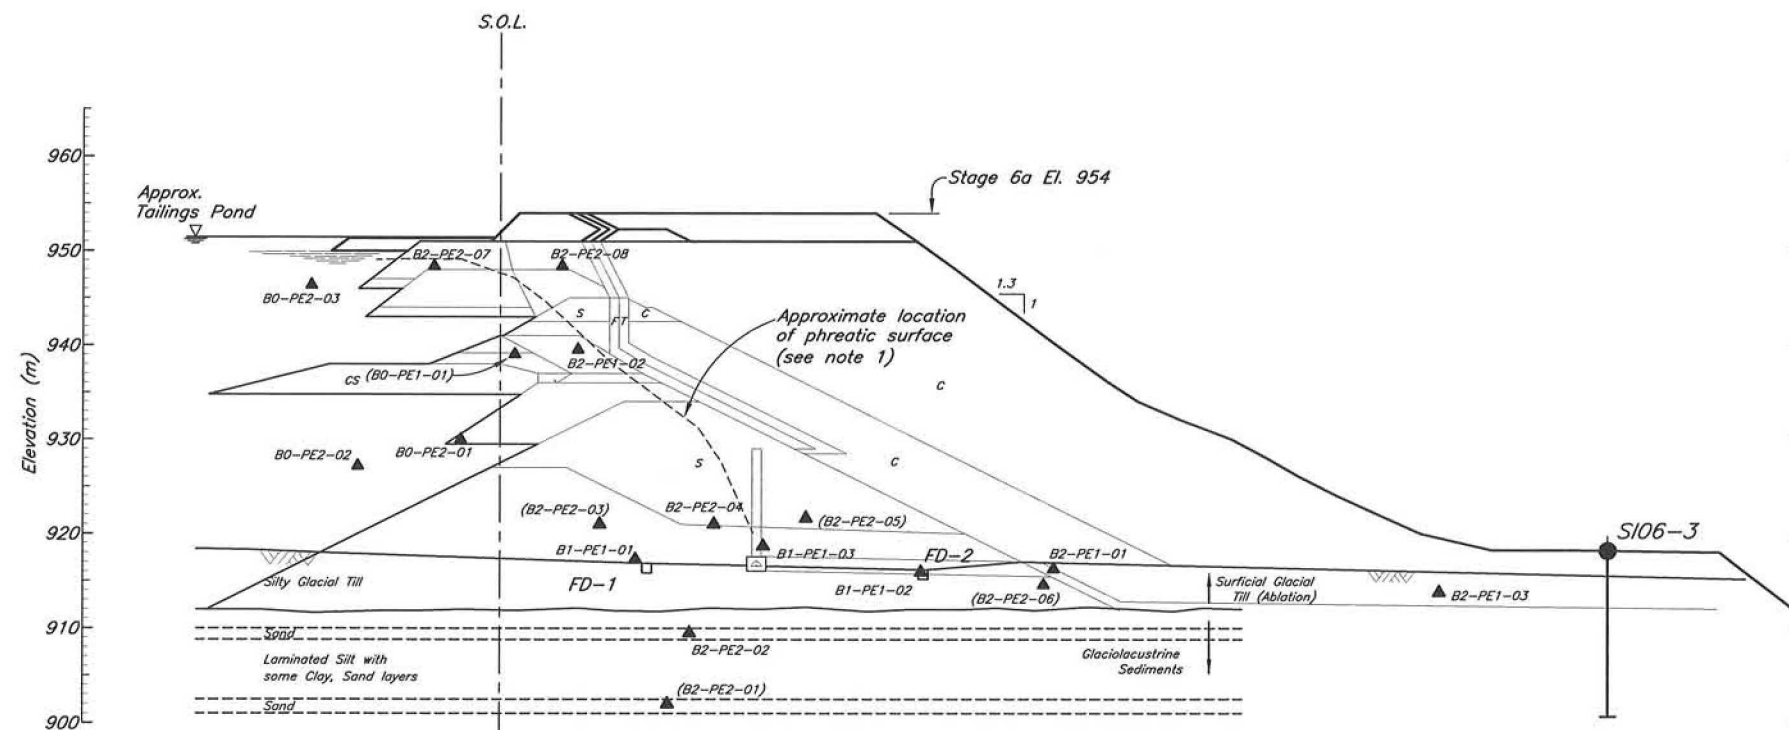 S.O.L.
960
950
940
930
920
910
900
Elevation (m)
Approx.
Tailings Pond
Stage 6a El. 954
B2-PE2-07
B2-PE2-08
B0-PE2-03
1.3
1
s
FT
c
Approximate location
of phreatic surface
(see note 1)
B2-PE1-02
cs
(B0-PE1-01)
c
B0-PE2-02
B0-PE2-01
s
c
(B2-PE2-03)
B2-PE2-04
(B2-PE2-05)
SI06-3
B1-PE1-01
B1-PE1-03
FD-2
B2-PE1-01
Silty Glacial Till
FD-1
B1-PE1-02
(B2-PE2-06)
Surficial Glacial
Till (Ablation)
B2-PE1-03
Sand
B2-PE2-02
Laminated Silt with
some Clay, Sand layers
Glaciolacustrine
Sediments
(B2-PE2-01)
Sand